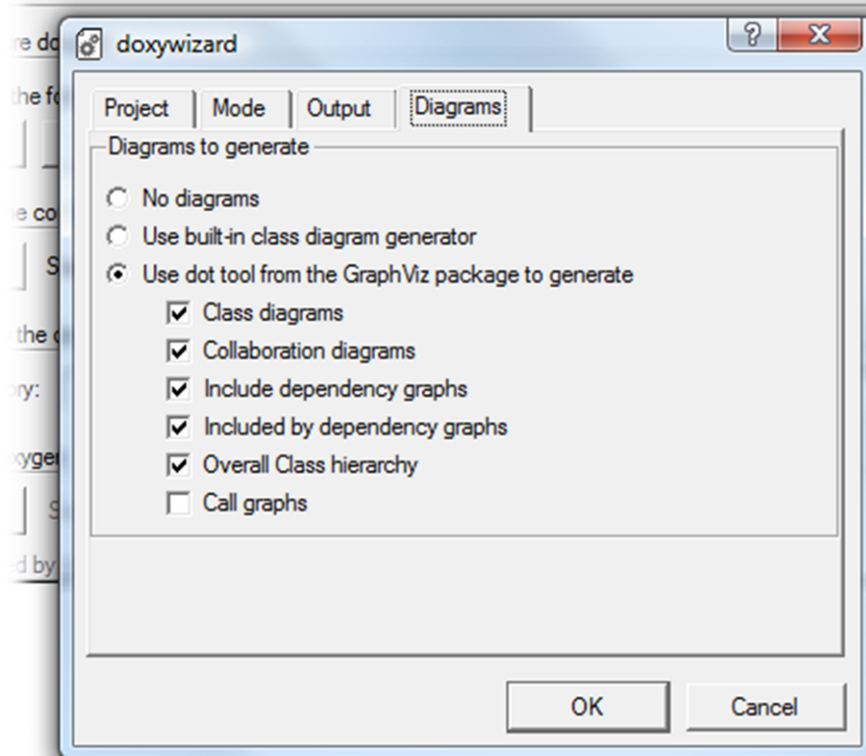 doxywizard
Project Mode Output Diagrams
Diagrams to generate
No diagrams
Use built-in class diagram generator
Use dot tool from the GraphViz package to generate
Class diagrams
Collaboration diagrams
Include dependency graphs
Included by dependency graphs
Overall Class hierarchy
Call graphs
OK Cancel